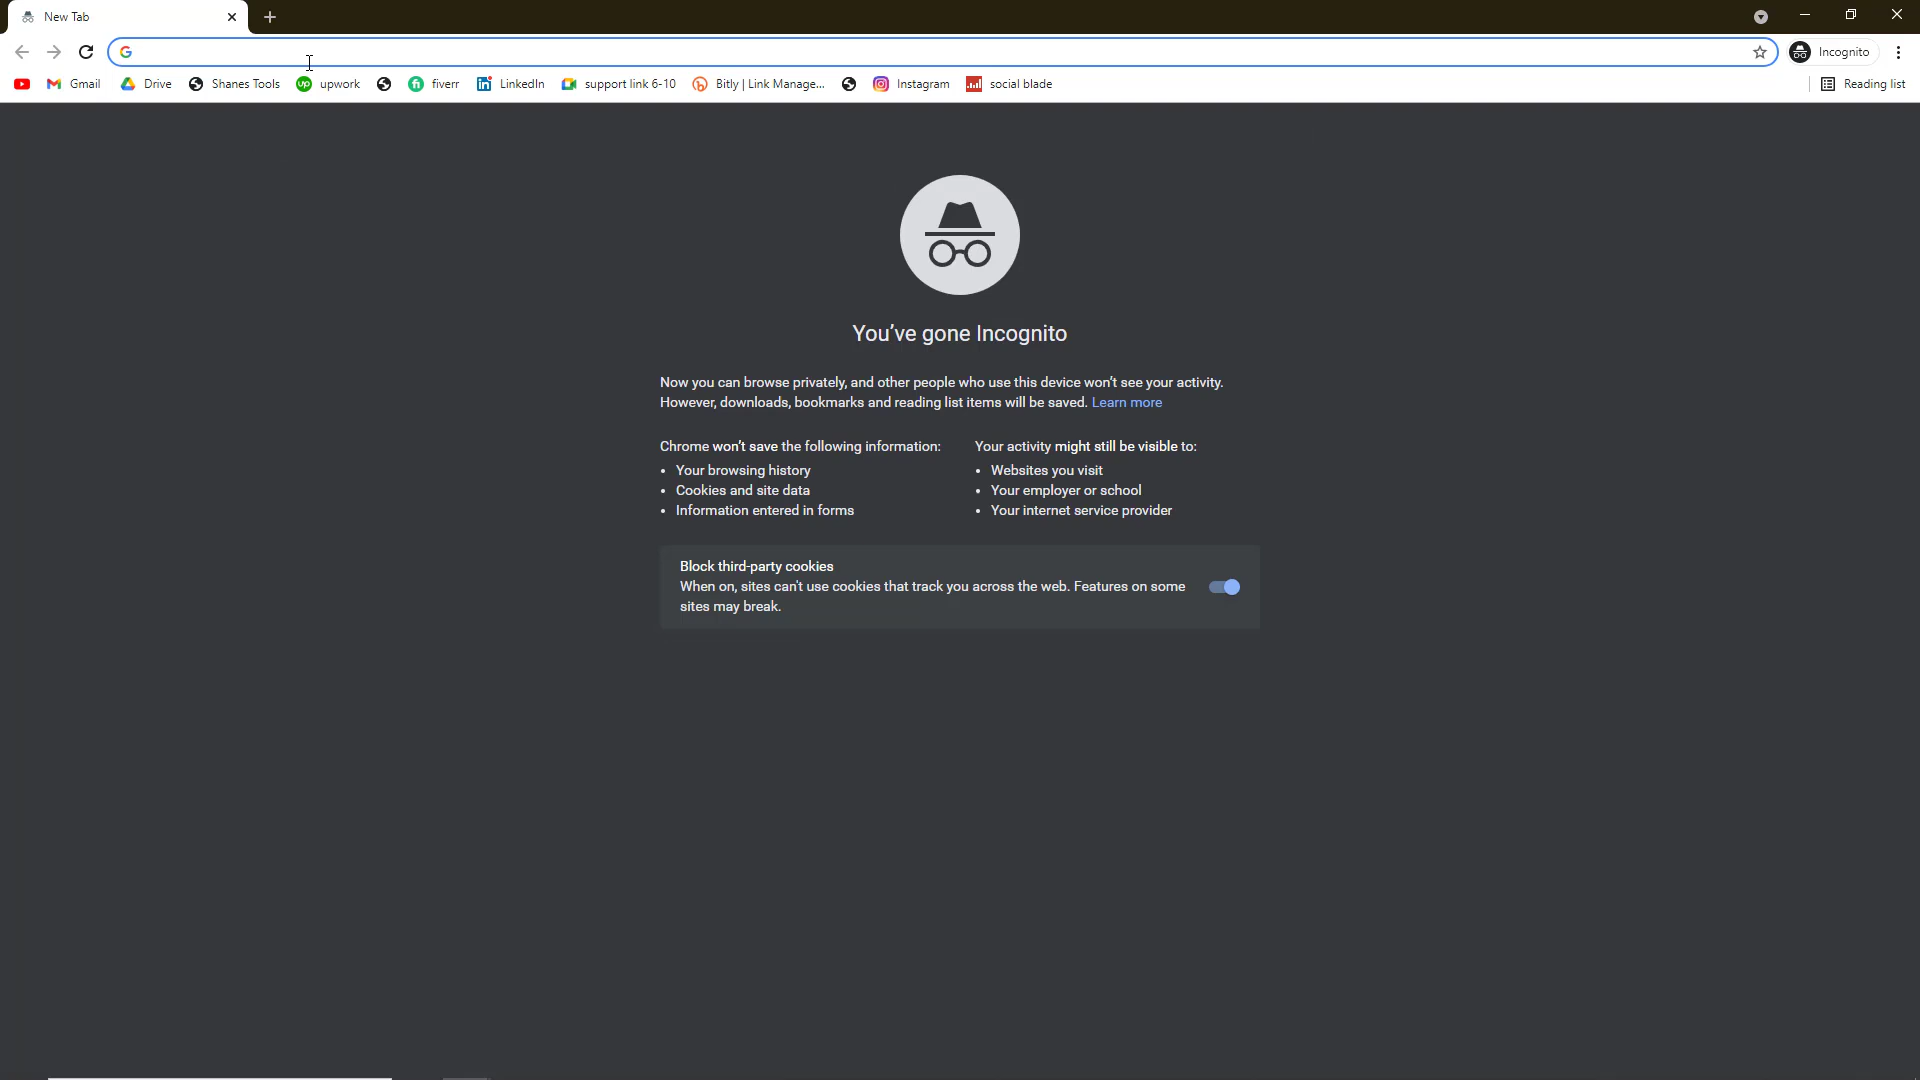 New Tab
Incognito
Gmail Drive Shanes Tools up upwork fi fiverr in LinkedIn support link 6-10 Bitly | Link Manage... Instagram social blade Reading list
You've gone Incognito
Now you can browse privately, and other people who use this device won't see your activity.
However, downloads, bookmarks and reading list items will be saved. Learn more
Chrome won't save the following information:
• Your browsing history
• Cookies and site data
• Information entered in forms
Your activity might still be visible to:
• Websites you visit
• Your employer or school
• Your internet service provider
Block third-party cookies
When on, sites can't use cookies that track you across the web. Features on some
sites may break.